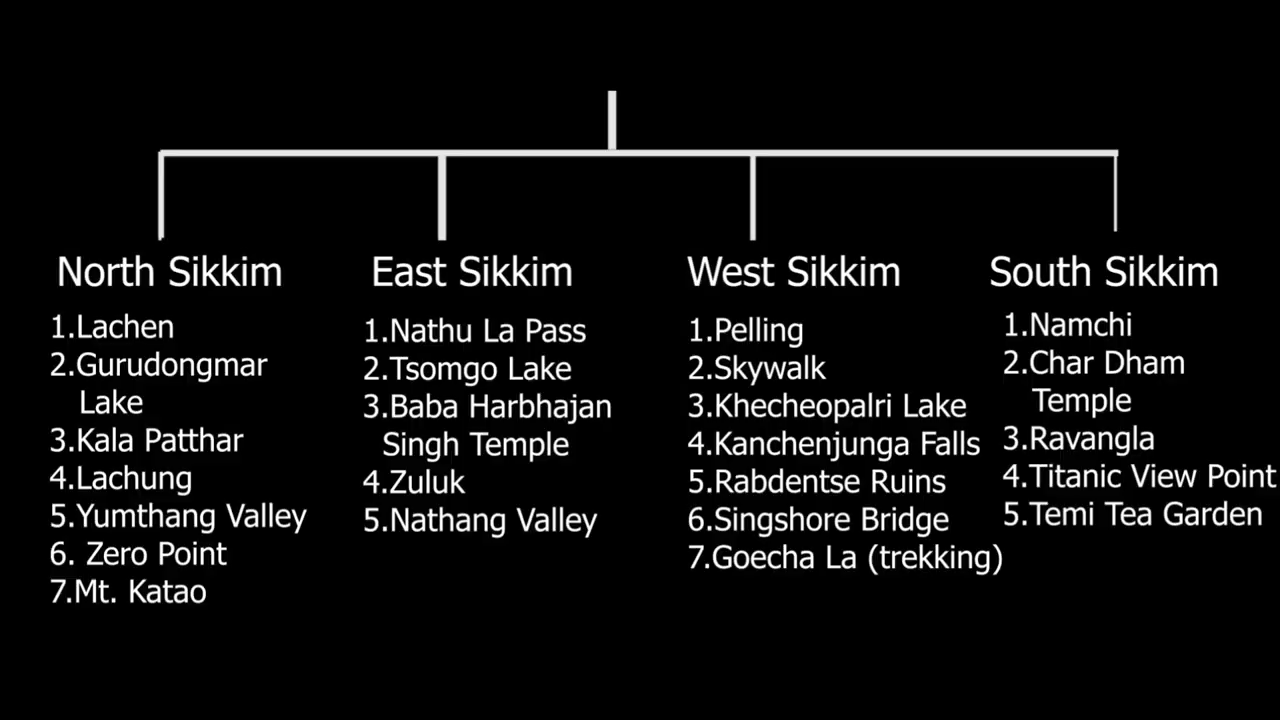 North Sikkim
1.Lachen
2.Gurudongmar
Lake
3.Kala Patthar
4.Lachung
5.Yumthang Valley
6. Zero Point
7.Mt. Katao
East Sikkim
1.Nathu La Pass
2.Tsomgo Lake
3.Baba Harbhajan
Singh Temple
4.Zuluk
5.Nathang Valley
West Sikkim
1.Pelling
2.Skywalk
3.Khecheopalri Lake
4.Kanchenjunga Falls
5.Rabdentse Ruins
6.Singshore Bridge
7.Goecha La (trekking)
South Sikkim
1.Namchi
2.Char Dham
Temple
3.Ravangla
4.Titanic View Point
5.Temi Tea Garden